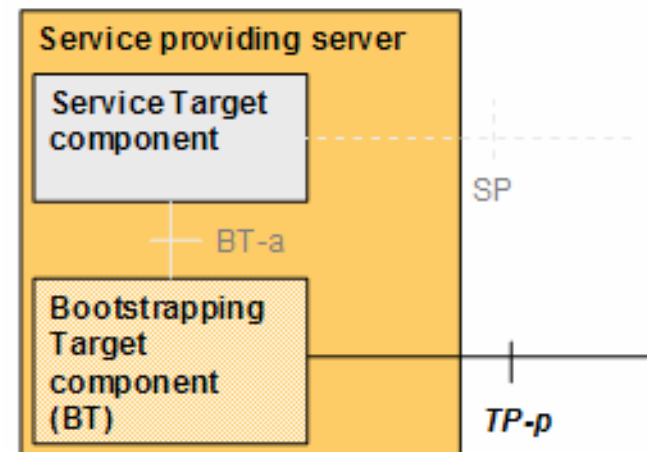 Service providing server
Service Target
component
SP
BT-a
Bootstrapping
Target
component
(BT)
TP-p